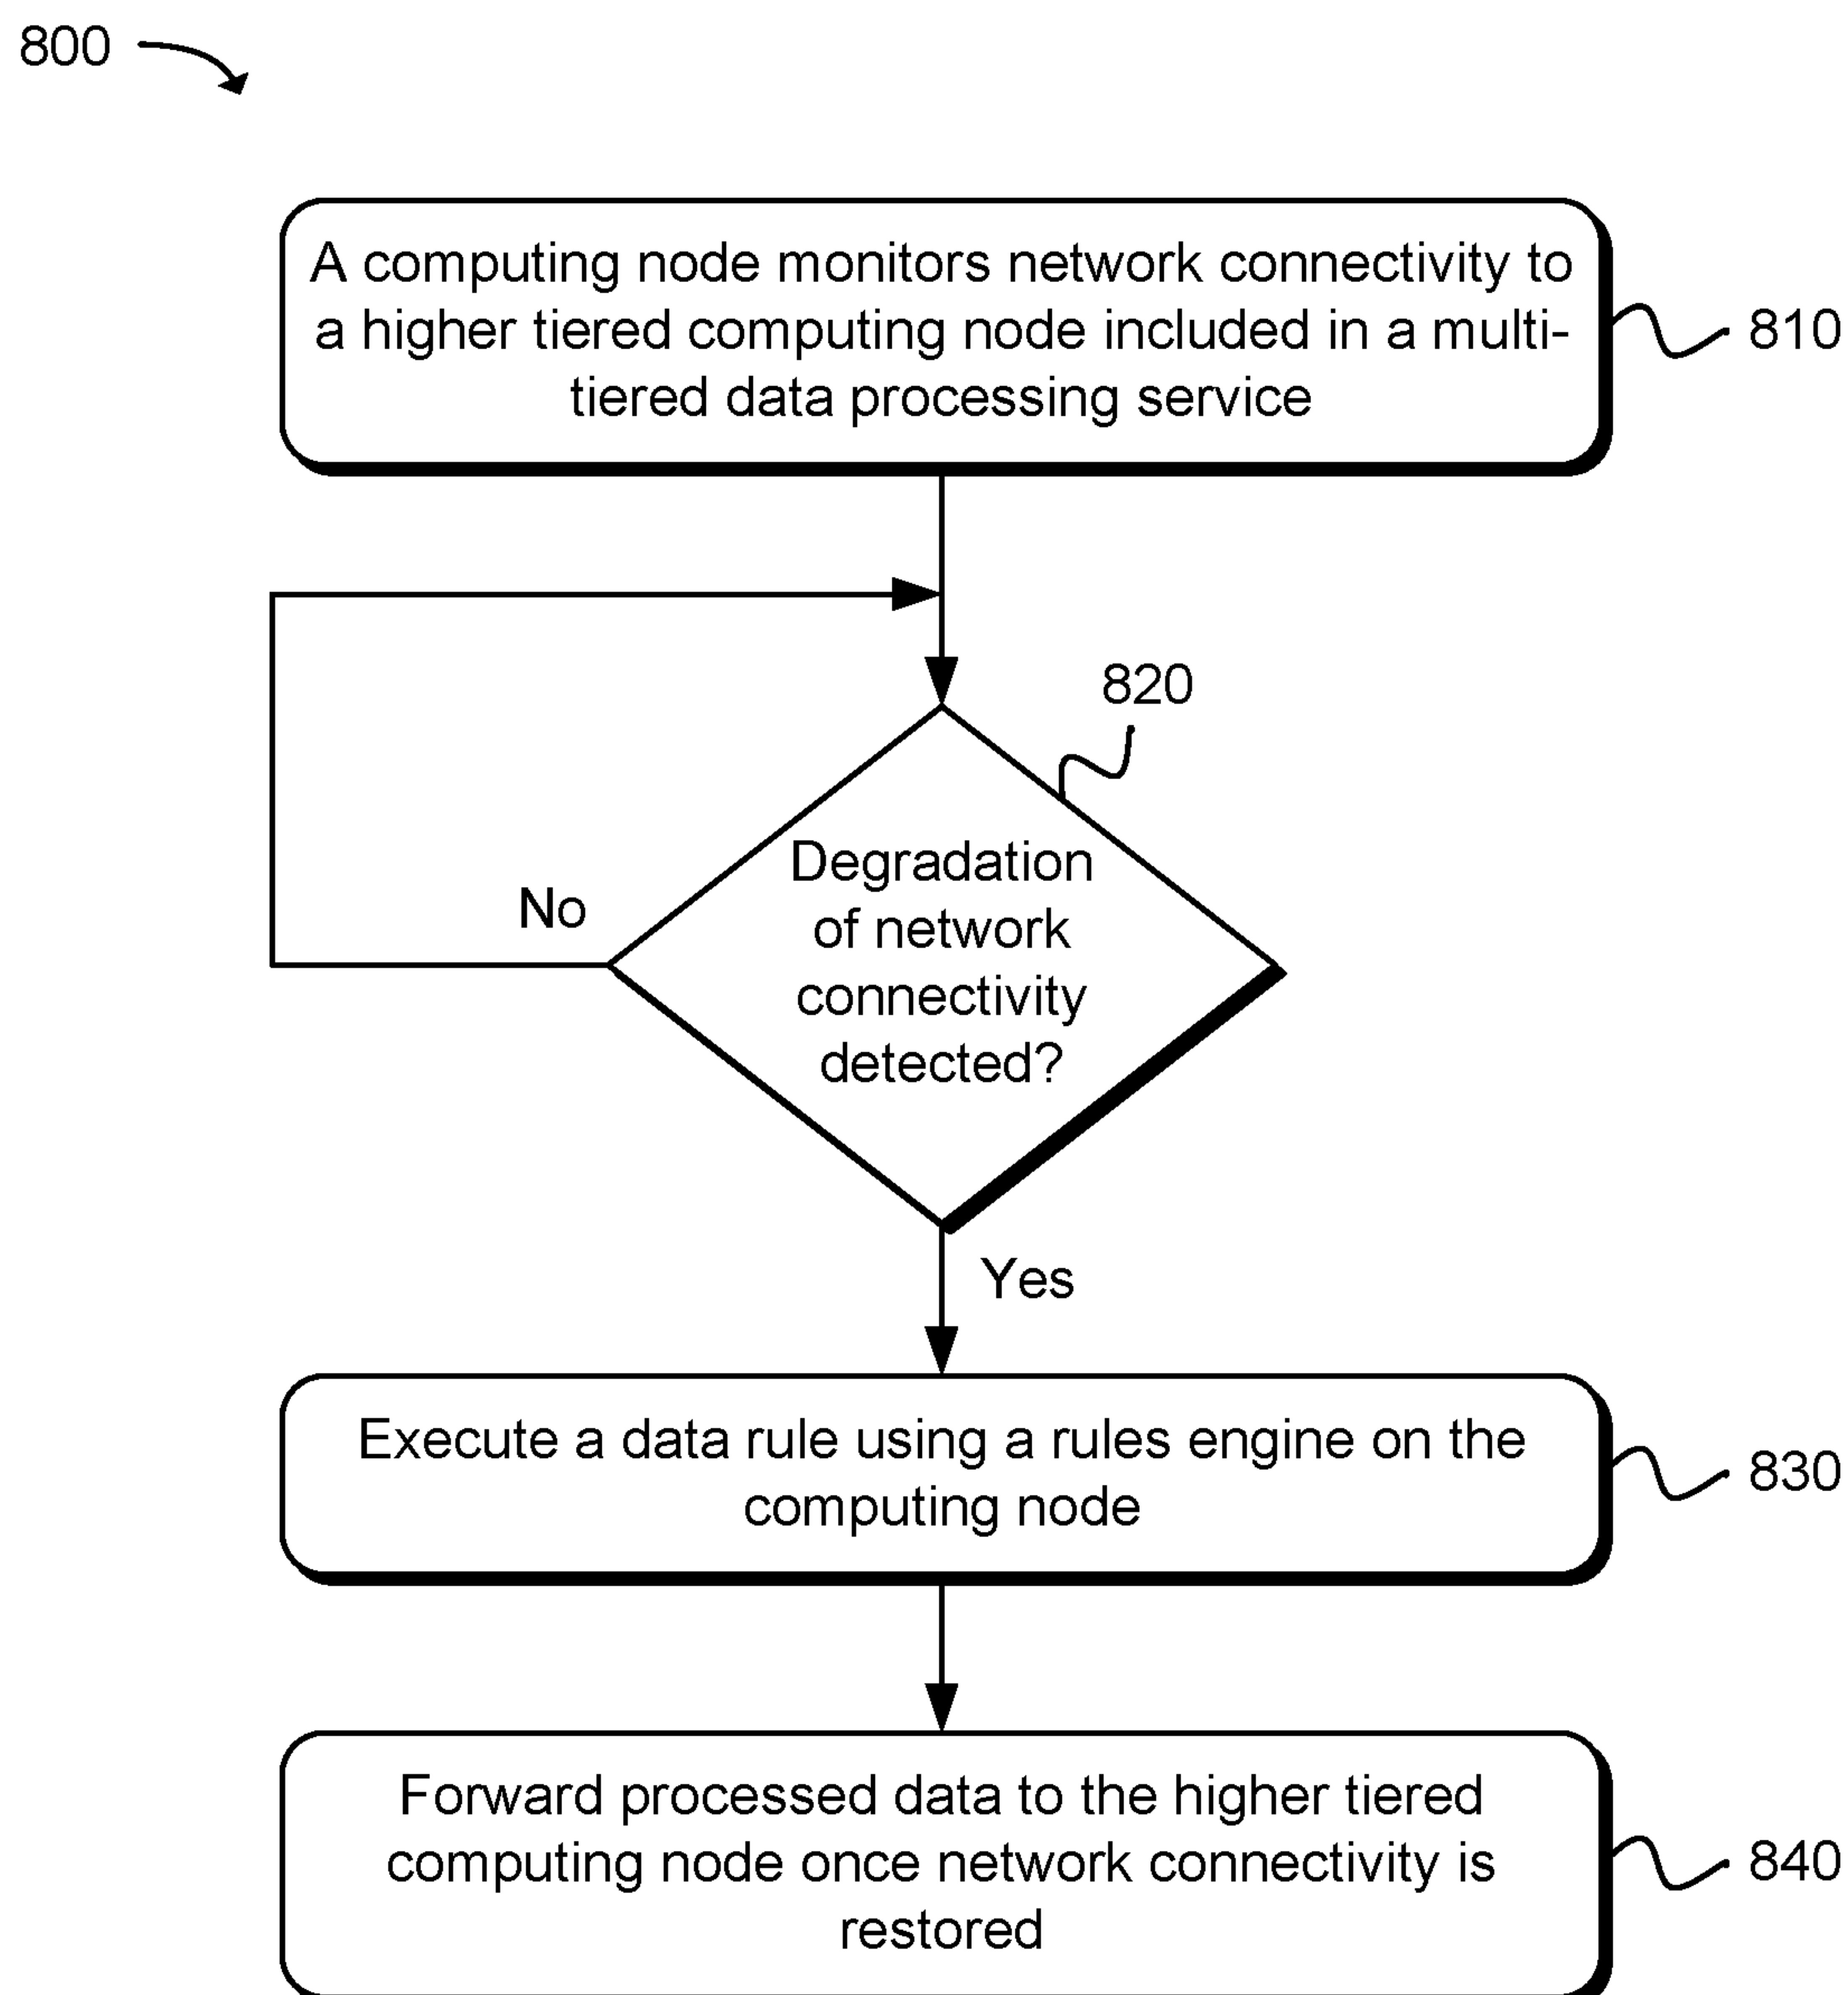 800
A computing node monitors network connectivity to
a higher tiered computing node included in a multi-
tiered data processing service
810
820
Degradation
of network
connectivity
detected?
No
Yes
Execute a data rule using a rules engine on the
computing node
830
Forward processed data to the higher tiered
computing node once network connectivity is
restored
840